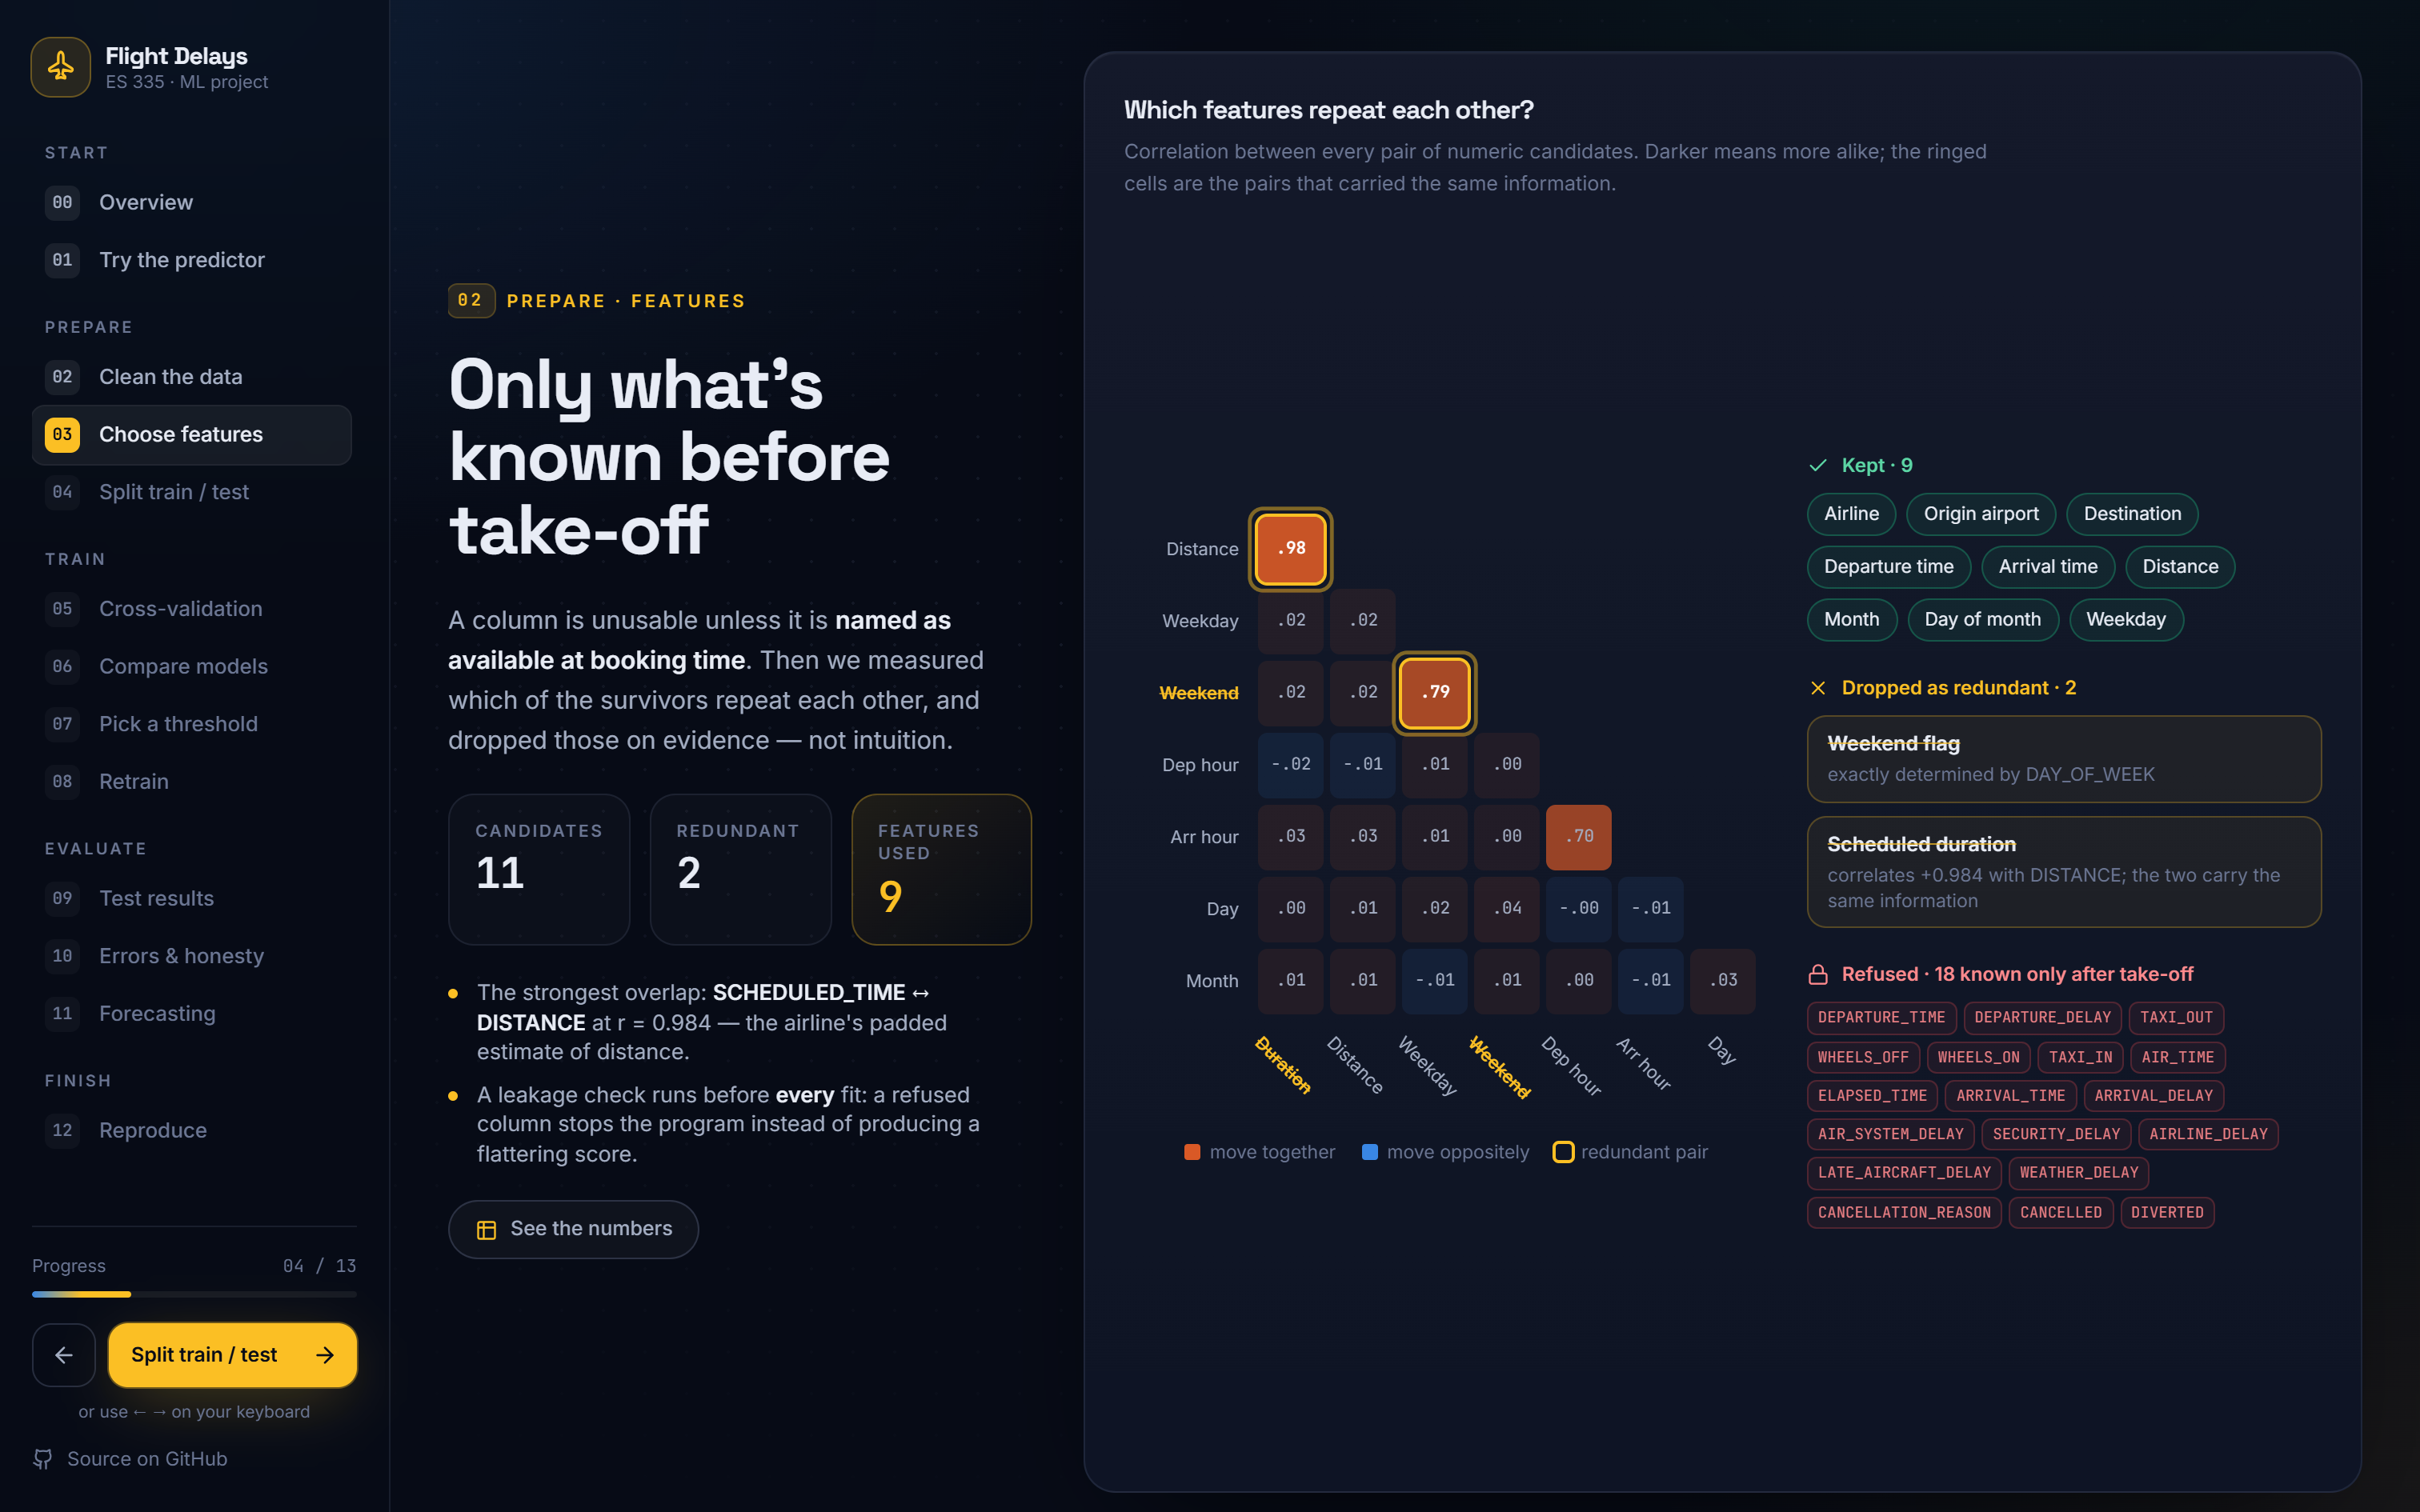 Flight Delays
ES 335 · ML project
START
00 Overview
01 Try the predictor
PREPARE
02 Clean the data
03 Choose features
04 Split train / test
TRAIN
05 Cross-validation
06 Compare models
07 Pick a threshold
08 Retrain
EVALUATE
09 Test results
10 Errors & honesty
11 Forecasting
FINISH
12 Reproduce
Progress 04 / 13
Split train / test →
or use ← → on your keyboard
Source on GitHub
02 PREPARE · FEATURES
Only what’s
known before
take-off
A column is unusable unless it is named as
available at booking time. Then we measured
which of the survivors repeat each other, and
dropped those on evidence — not intuition.
CANDIDATES
11
REDUNDANT
2
FEATURES
USED
9
The strongest overlap: SCHEDULED_TIME ↔
DISTANCE at r = 0.984 — the airline's padded
estimate of distance.
A leakage check runs before every fit: a refused
column stops the program instead of producing a
flattering score.
See the numbers
Which features repeat each other?
Correlation between every pair of numeric candidates. Darker means more alike; the ringed
cells are the pairs that carried the same information.
Distance .98
Weekday .02 .02
Weekend .02 .02 .79
Dep hour -.02 -.01 .01 .00
Arr hour .03 .03 .01 .00 .70
Day .00 .01 .02 .04 -.00 -.01
Month .01 .01 -.01 .01 .00 -.01 .03
Duration Distance Weekday Weekend Dep hour Arr hour Day
move together move oppositely redundant pair
Kept · 9
Airline Origin airport Destination
Departure time Arrival time Distance
Month Day of month Weekday
Dropped as redundant · 2
Weekend flag
exactly determined by DAY_OF_WEEK
Scheduled duration
correlates +0.984 with DISTANCE; the two carry the
same information
Refused · 18 known only after take-off
DEPARTURE_TIME DEPARTURE_DELAY TAXI_OUT
WHEELS_OFF WHEELS_ON TAXI_IN AIR_TIME
ELAPSED_TIME ARRIVAL_TIME ARRIVAL_DELAY
AIR_SYSTEM_DELAY SECURITY_DELAY AIRLINE_DELAY
LATE_AIRCRAFT_DELAY WEATHER_DELAY
CANCELLATION_REASON CANCELLED DIVERTED